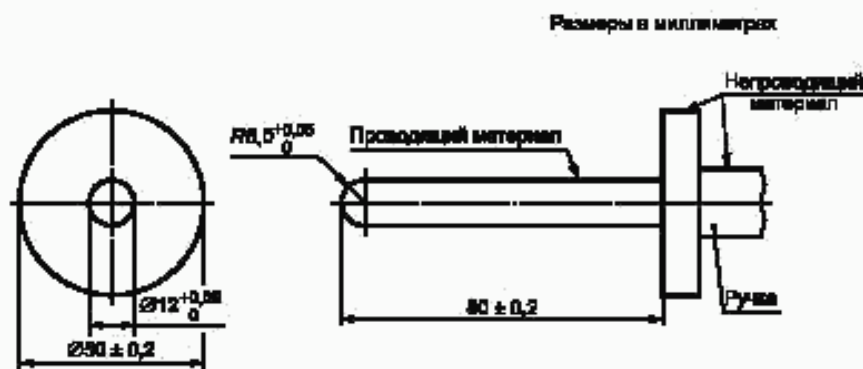 Размеры в миллиметрах
Непроводящий
материал
R6,5 +0,05
0
Проводящий материал
Ø12 +0,05
0
80 ± 0,2
Ручка
Ø50 ± 0,2